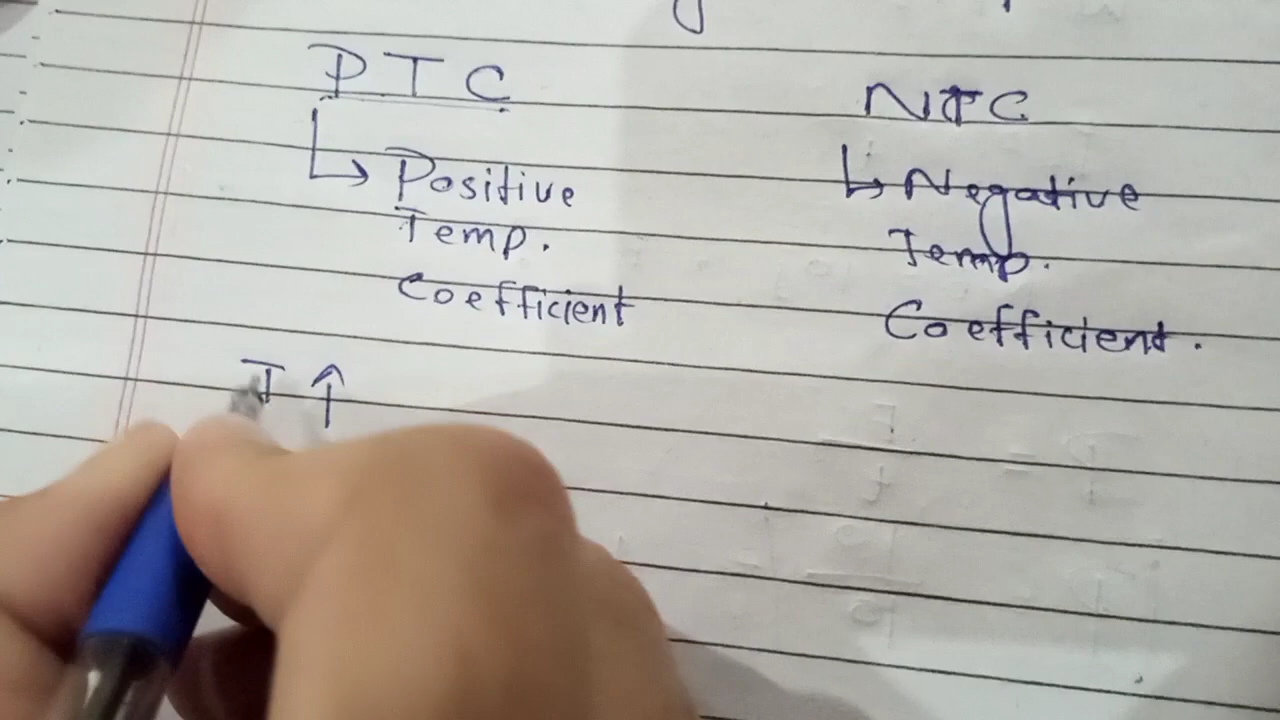 PTC
↳ Positive
Temp.
Coefficient
NTC
↳ Negative
Temp.
Coefficient.
T ↑